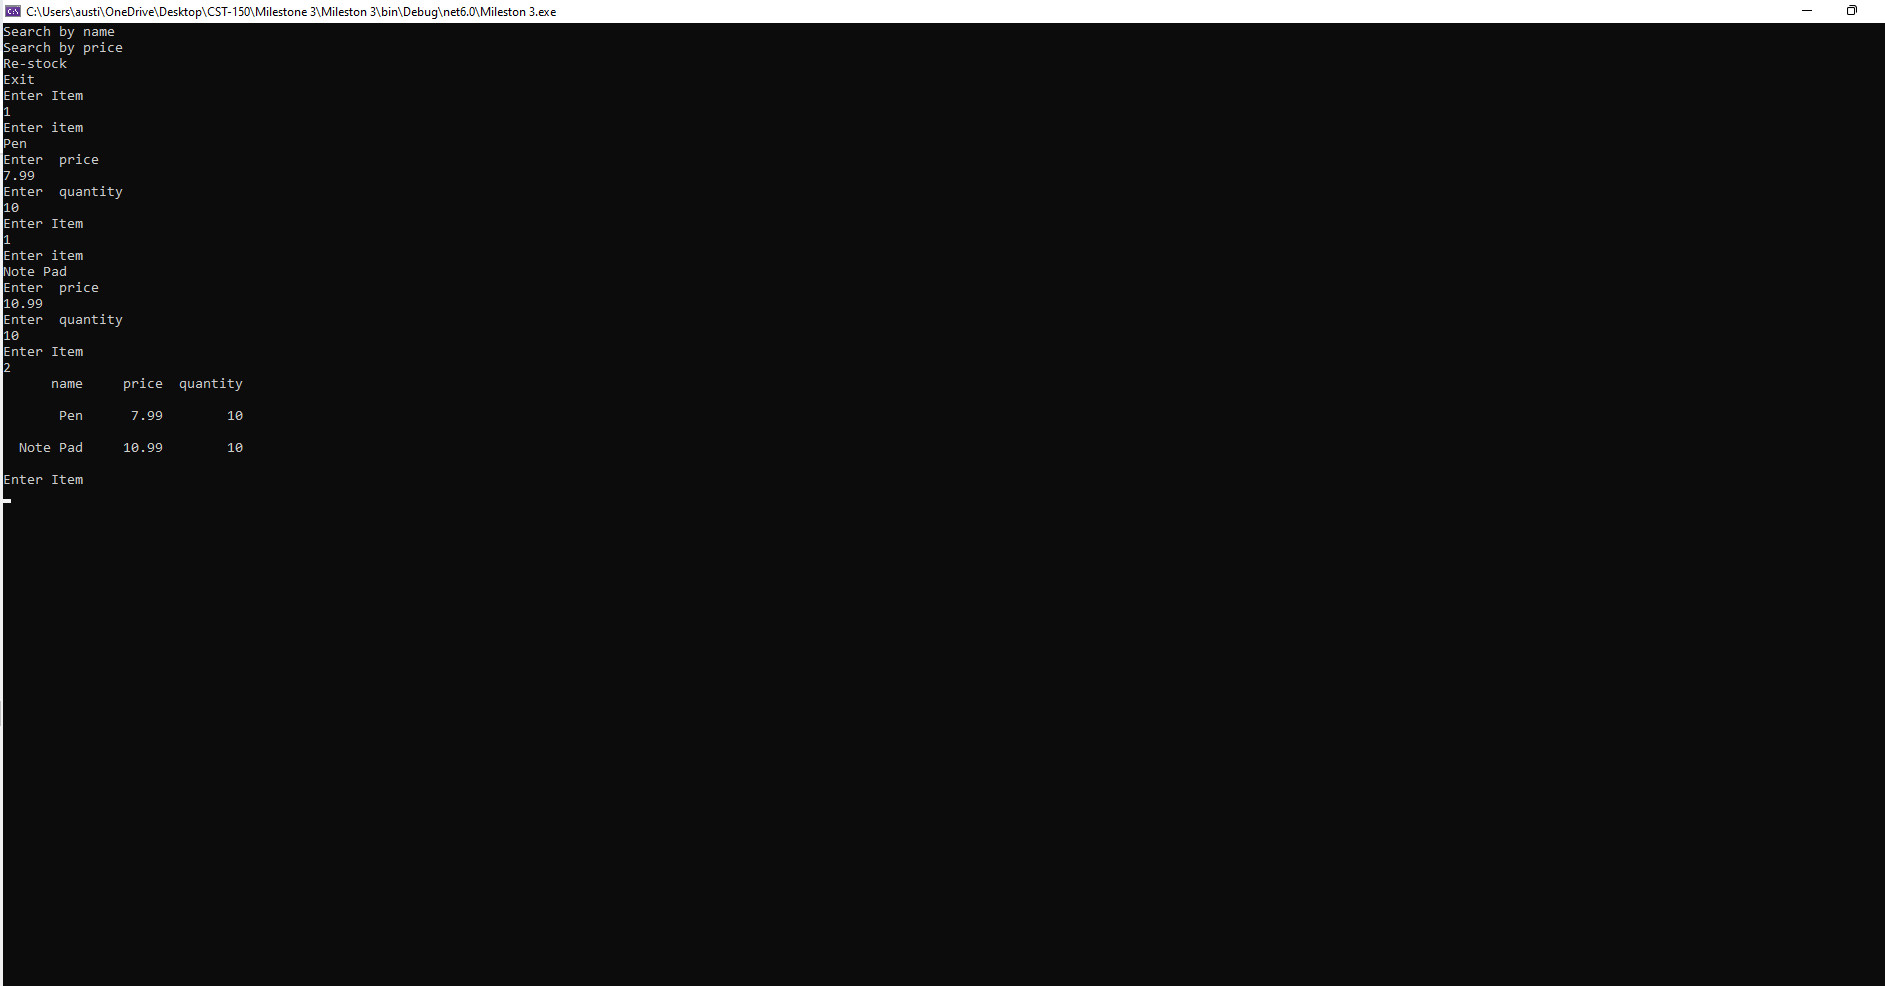 C:\Users\austi\OneDrive\Desktop\CST-150\Milestone 3\Mileston 3\bin\Debug\net6.0\Mileston 3.exe
Search by name
Search by price
Re-stock
Exit
Enter Item
1
Enter item
Pen
Enter  price
7.99
Enter  quantity
10
Enter Item
1
Enter item
Note Pad
Enter  price
10.99
Enter  quantity
10
Enter Item
2
      name     price  quantity
       Pen      7.99        10
  Note Pad     10.99        10
Enter Item